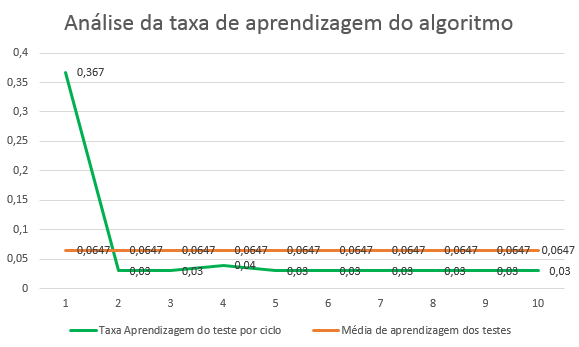 Análise da taxa de aprendizagem do algoritmo
0,4
0,35
0,3
0,25
0,2
0,15
0,1
0,05
0
0,367
0,0647 0,0647 0,0647 0,0647 0,0647 0,0647 0,0647 0,0647 0,0647 0,0647
0,03 0,03 0,04 0,03 0,03 0,03 0,03 0,03 0,03
1 2 3 4 5 6 7 8 9 10
Taxa Aprendizagem do teste por ciclo Média de aprendizagem dos testes